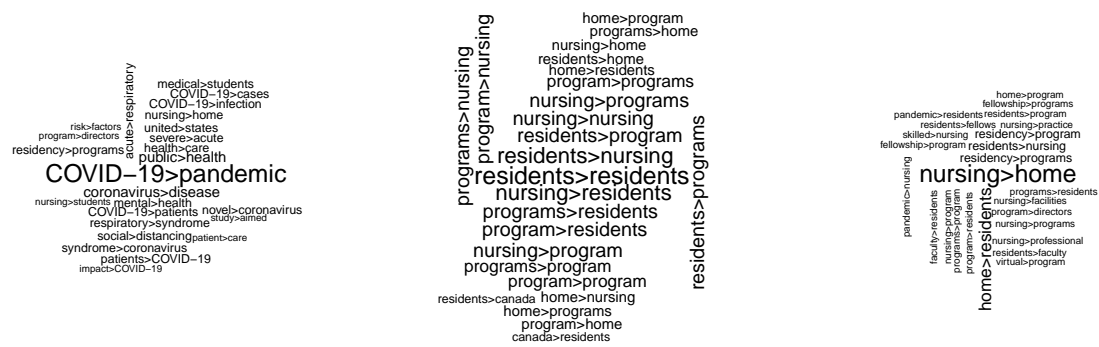 acute>respiratory
medical>students
COVID−19>cases
COVID−19>infection
nursing>home
risk>factors
united>states
program>directors
severe>acute
residency>programs
health>care
public>health
COVID−19>pandemic
coronavirus>disease
nursing>students
mental>health
COVID−19>patients
novel>coronavirus
study>aimed
respiratory>syndrome
social>distancing
patient>care
syndrome>coronavirus
patients>COVID−19
impact>COVID−19
home>program
programs>home
nursing>home
residents>home
home>residents
program>programs
programs>nursing
program>nursing
nursing>programs
nursing>nursing
residents>program
residents>nursing
residents>residents
nursing>residents
programs>residents
program>residents
residents>programs
nursing>program
programs>program
program>program
residents>canada
home>nursing
home>programs
program>home
canada>residents
home>program
fellowship>programs
pandemic>residents
residents>program
residents>fellows
nursing>practice
skilled>nursing
residency>program
fellowship>program
residents>nursing
residency>programs
nursing>home
pandemic>nursing
faculty>residents
nursing>program
programs>program
program>residents
home>residents
programs>residents
nursing>facilities
program>directors
nursing>programs
nursing>professional
residents>faculty
virtual>program